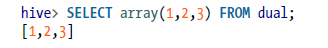 hive> SELECT array(1,2,3) FROM dual;
[1,2,3]